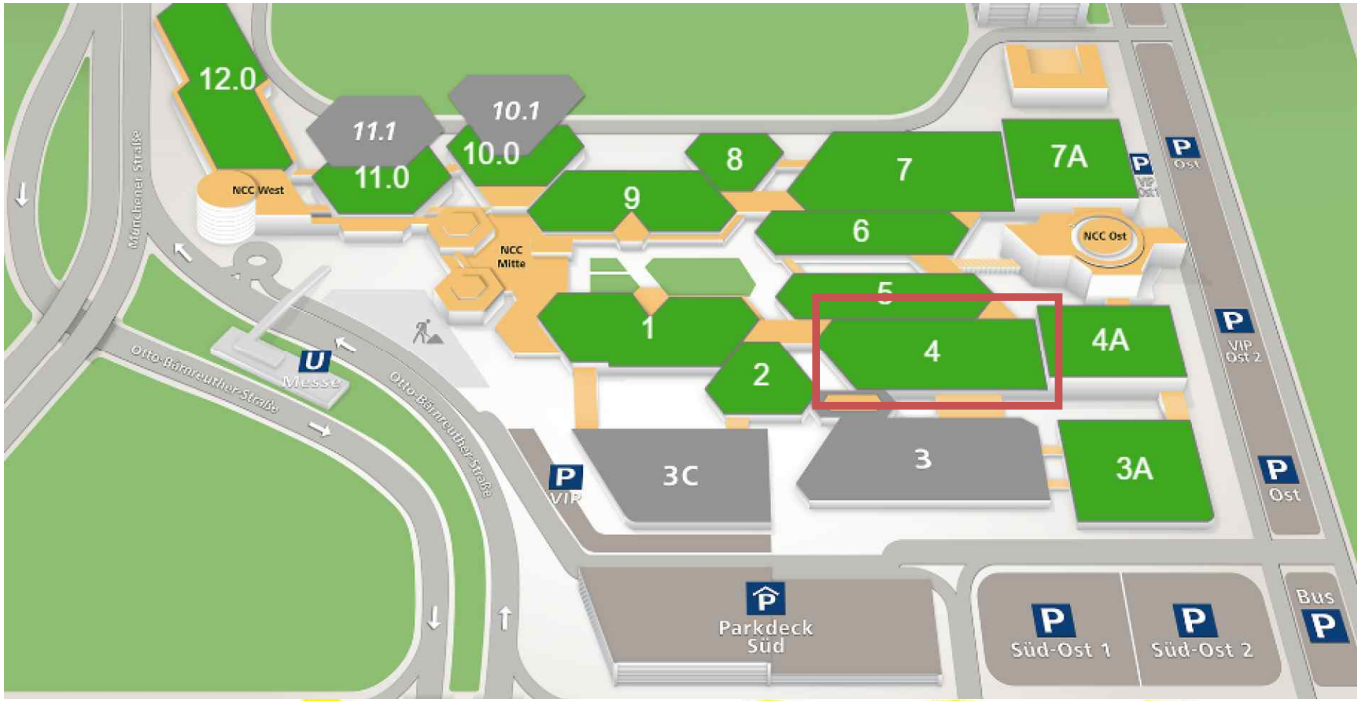 12.0
11.1
10.1
11.0
10.0
8
7
7A
P
Ost
P
VIP
Ost1
NCC West
9
6
NCC Ost
NCC
Mitte
Münchener Straße
5
1
4
4A
P
VIP
Ost 2
2
U
Messe
Otto-Bärnreuther-Straße
Otto-Bärnreuther-Straße
3C
3
3A
P
VIP
P
Ost
P
Parkdeck
Süd
P
Süd-Ost 1
P
Süd-Ost 2
Bus
P